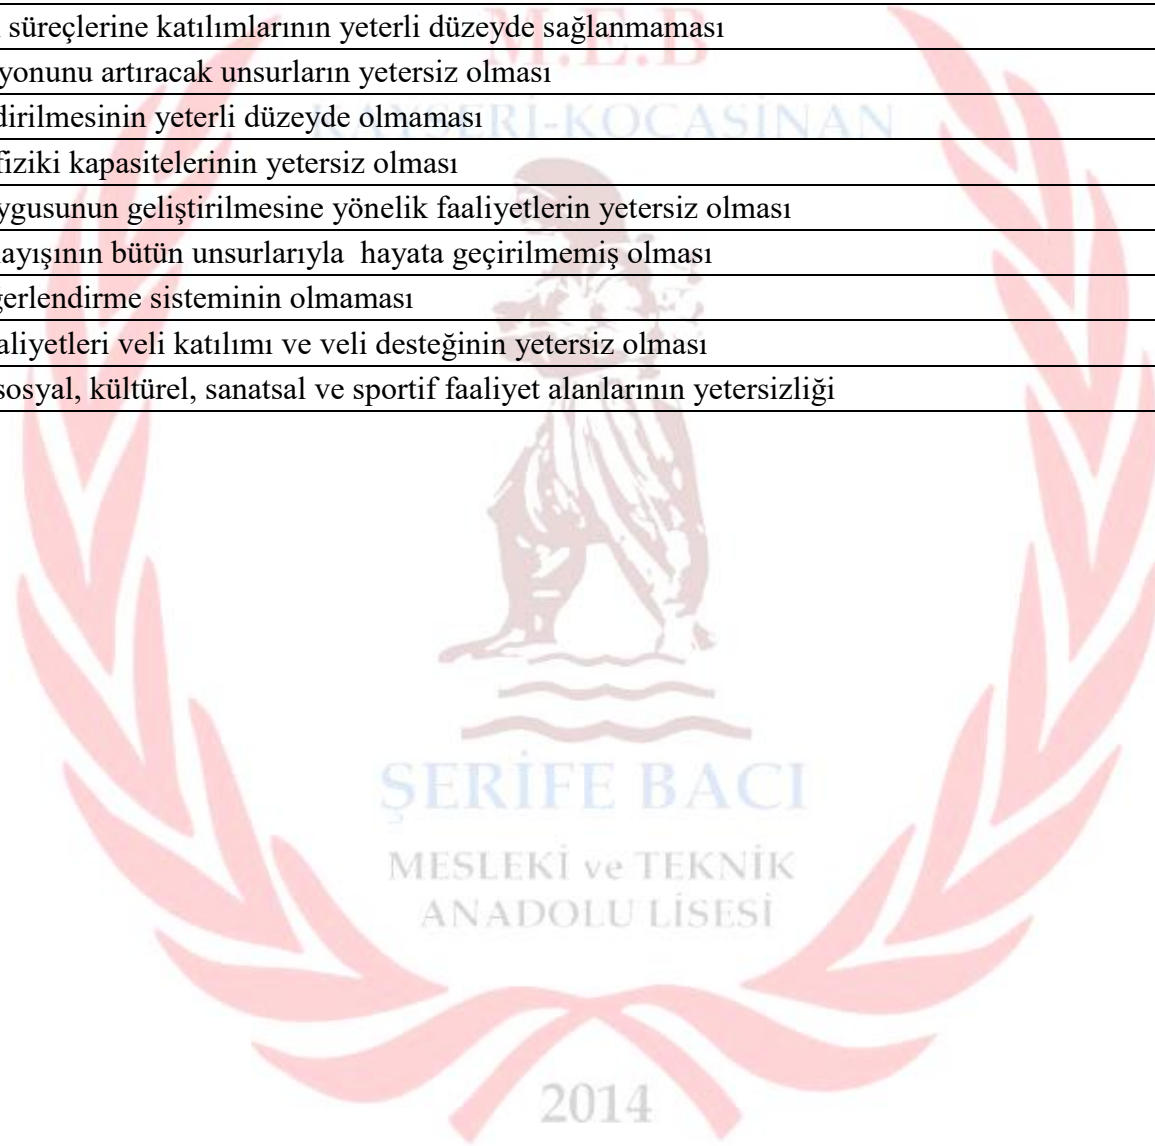 süreçlerine katılımlarının yeterli düzeyde sağlanmaması
M.E.B
yonunu artıracak unsurların yetersiz olması
dirilmesinin yeterli düzeyde olmaması
KAYSERİ-KOCASİNAN
fiziki kapasitelerinin yetersiz olması
ygusunun geliştirilmesine yönelik faaliyetlerin yetersiz olması
layışının bütün unsurlarıyla  hayata geçirilmemiş olması
ğerlendirme sisteminin olmaması
aliyetleri veli katılımı ve veli desteğinin yetersiz olması
sosyal, kültürel, sanatsal ve sportif faaliyet alanlarının yetersizliği
ŞERİFE BACI
MESLEKİ ve TEKNİK
ANADOLU LİSESİ
2014